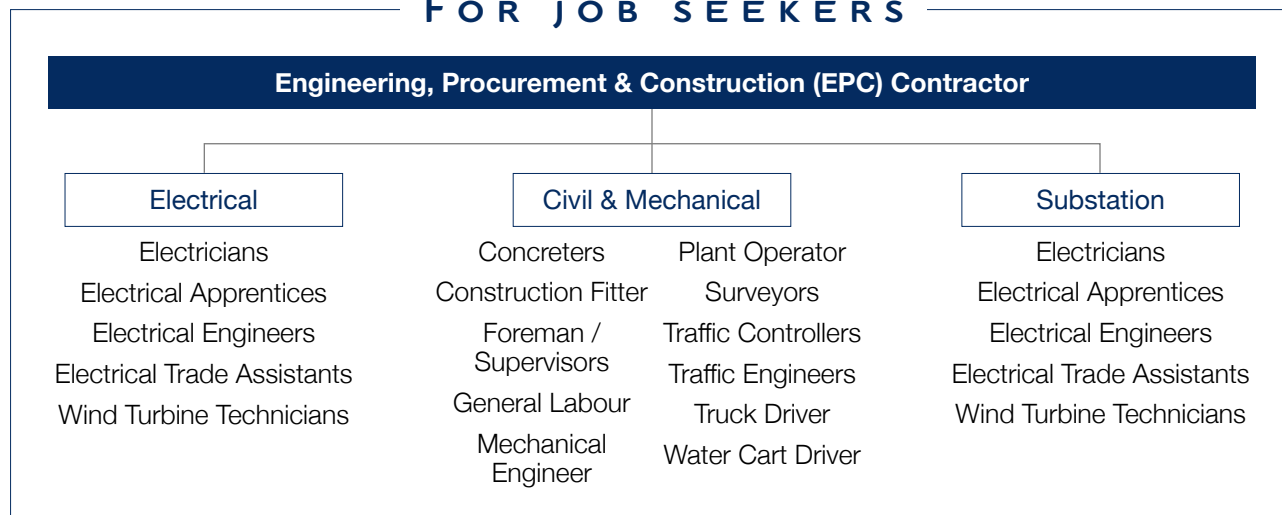 FOR JOB SEEKERS
Engineering, Procurement & Construction (EPC) Contractor
Electrical
Electricians
Electrical Apprentices
Electrical Engineers
Electrical Trade Assistants
Wind Turbine Technicians
Civil & Mechanical
Concreters
Construction Fitter
Foreman /
Supervisors
General Labour
Mechanical
Engineer
Plant Operator
Surveyors
Traffic Controllers
Traffic Engineers
Truck Driver
Water Cart Driver
Substation
Electricians
Electrical Apprentices
Electrical Engineers
Electrical Trade Assistants
Wind Turbine Technicians